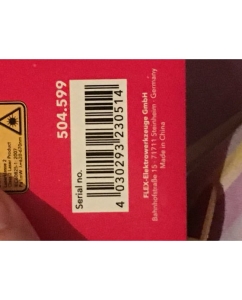 504.599
Serial no.
4 030293 230514
FLEX-Elektrowerkzeuge GmbH
Bahnhofstraße 15 · 71711 Steinheim · Germany
Made in China